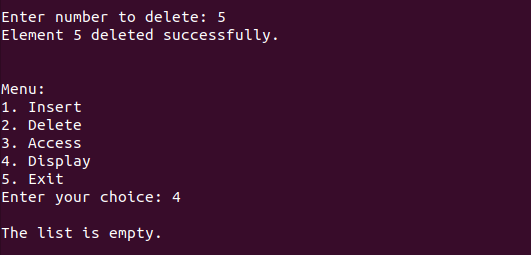 Enter number to delete: 5
Element 5 deleted successfully.
Menu:
1. Insert
2. Delete
3. Access
4. Display
5. Exit
Enter your choice: 4
The list is empty.